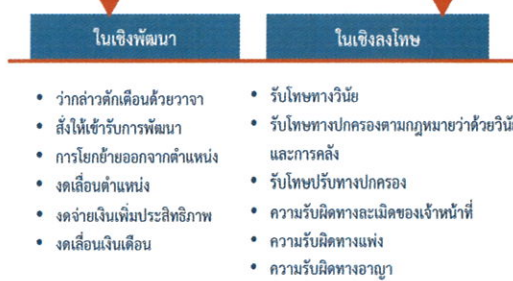 ในเชิงพัฒนา
• ว่ากล่าวตักเตือนด้วยวาจา
• สั่งให้เข้ารับการพัฒนา
• การโยกย้ายออกจากตำแหน่ง
• งดเลื่อนตำแหน่ง
• งดจ่ายเงินเพิ่มประสิทธิภาพ
• งดเลื่อนเงินเดือน
ในเชิงลงโทษ
• รับโทษทางวินัย
• รับโทษทางปกครองตามกฎหมายว่าด้วยวินั
และการคลัง
• รับโทษปรับทางปกครอง
• ความรับผิดทางละเมิดของเจ้าหน้าที่
• ความรับผิดทางแพ่ง
• ความรับผิดทางอาญา